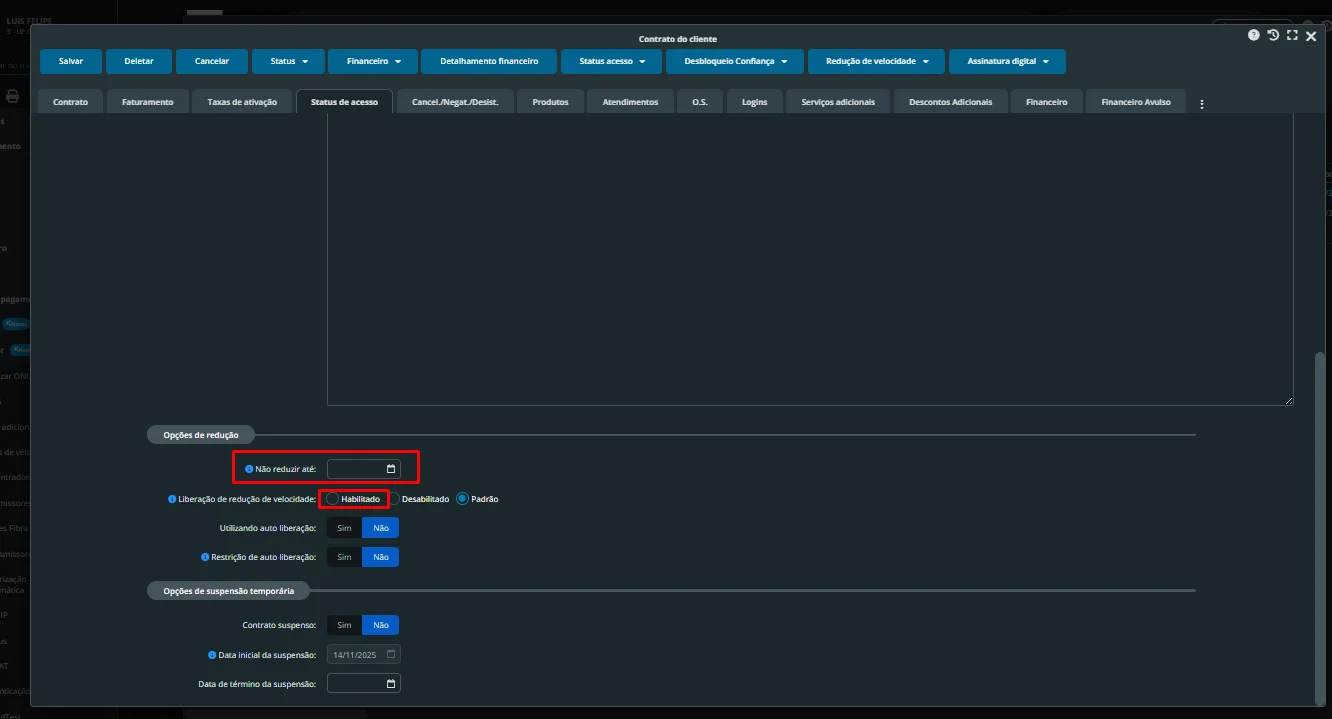 LUIS FELIPE
Contrato do cliente
Salvar Deletar Cancelar Status Financeiro Detalhamento financeiro Status acesso Desbloqueio Confiança Redução de velocidade Assinatura digital
Contrato Faturamento Taxas de ativação Status de acesso Cancel./Negat./Desist. Produtos Atendimentos O.S. Logins Serviços adicionais Descontos Adicionais Financeiro Financeiro Avulso
Opções de redução
Não reduzir até:
Liberação de redução de velocidade: Habilitado Desabilitado Padrão
Utilizando auto liberação: Sim Não
Restrição de auto liberação: Sim Não
Opções de suspensão temporária
Contrato suspenso: Sim Não
Data inicial da suspensão: 14/11/2025
Data de término da suspensão: